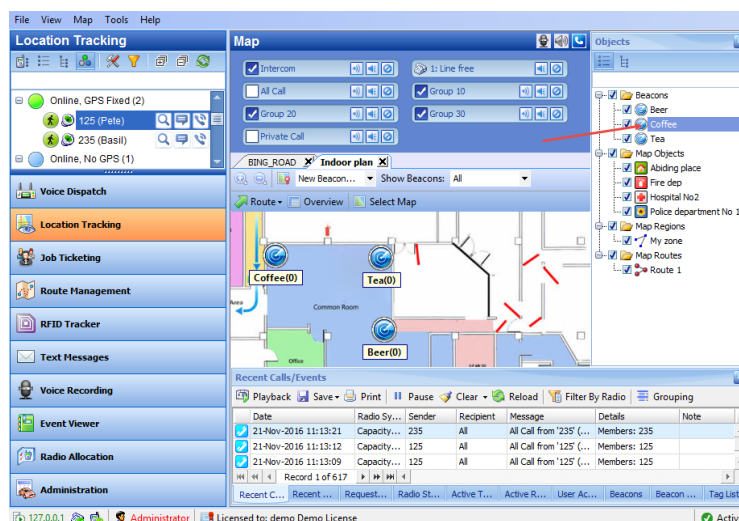 File View Map Tools Help
Location Tracking
Online, GPS Fixed (2)
125 (Pete)
235 (Basil)
Online, No GPS (1)
Voice Dispatch
Location Tracking
Job Ticketing
Route Management
RFID Tracker
Text Messages
Voice Recording
Event Viewer
Radio Allocation
Administration
Map
Intercom
1: Line free
All Call
Group 10
Group 20
Group 30
Private Call
BING_ROAD X Indoor plan X
New Beacon... Show Beacons: All
Route Overview Select Map
Coffee(0)
Tea(0)
Area
Common Room
Beer(0)
Office
Objects
Beacons
Beer
Coffee
Tea
Map Objects
Abiding place
Fire dep
Hospital No2
Police department No 1
Map Regions
My zone
Map Routes
Route 1
Recent Calls/Events
Playback Save Print Pause Clear Reload Filter By Radio Grouping
Date Radio Sy... Sender Recipient Message Details Note
21-Nov-2016 11:13:21 Capacity... 235 All All Call from '235' (... Members: 235
21-Nov-2016 11:13:12 Capacity... 125 All All Call from '125' (... Members: 125
21-Nov-2016 11:13:09 Capacity... 125 All All Call from '125' (... Members: 125
Record 1 of 617
Recent C... Recent ... Request... Radio St... Active T... Active R... User Ac... Beacons Beacon ... Tag List
127.0.0.1 Administrator Licensed to: demo Demo License Activ